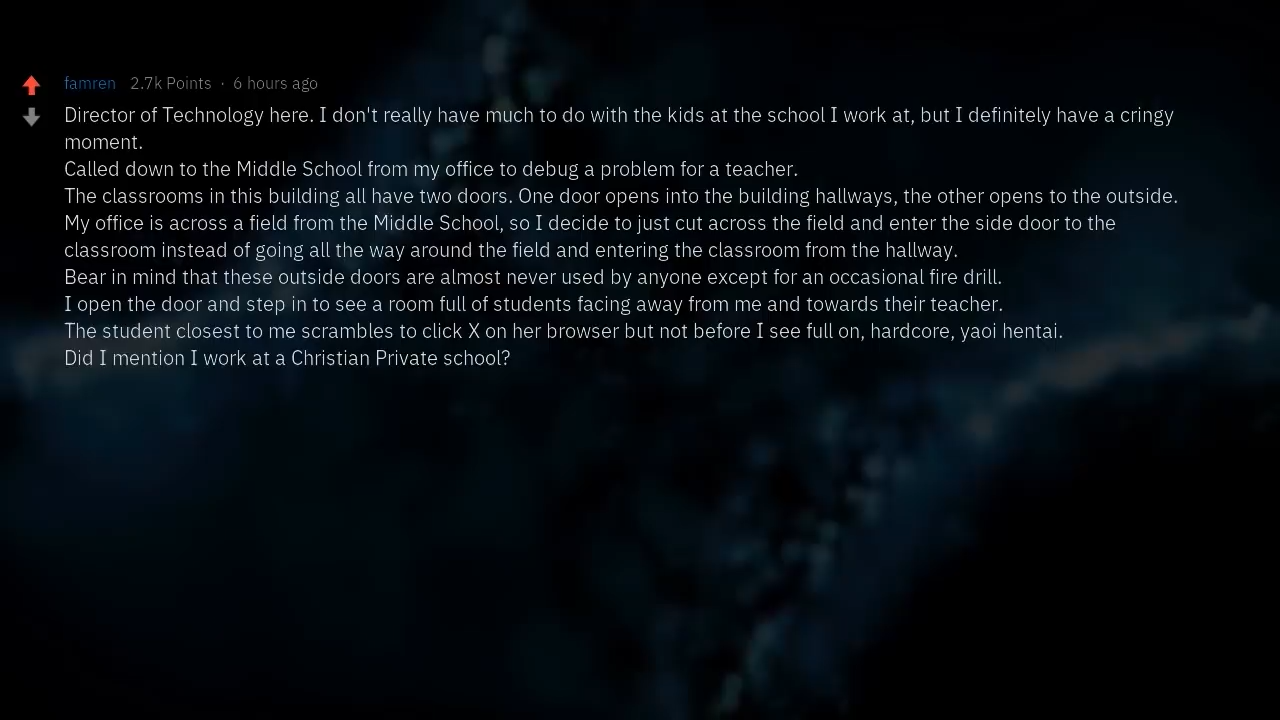 famren 2.7k Points · 6 hours ago
Director of Technology here. I don't really have much to do with the kids at the school I work at, but I definitely have a cringy
moment.
Called down to the Middle School from my office to debug a problem for a teacher.
The classrooms in this building all have two doors. One door opens into the building hallways, the other opens to the outside.
My office is across a field from the Middle School, so I decide to just cut across the field and enter the side door to the
classroom instead of going all the way around the field and entering the classroom from the hallway.
Bear in mind that these outside doors are almost never used by anyone except for an occasional fire drill.
I open the door and step in to see a room full of students facing away from me and towards their teacher.
The student closest to me scrambles to click X on her browser but not before I see full on, hardcore, yaoi hentai.
Did I mention I work at a Christian Private school?